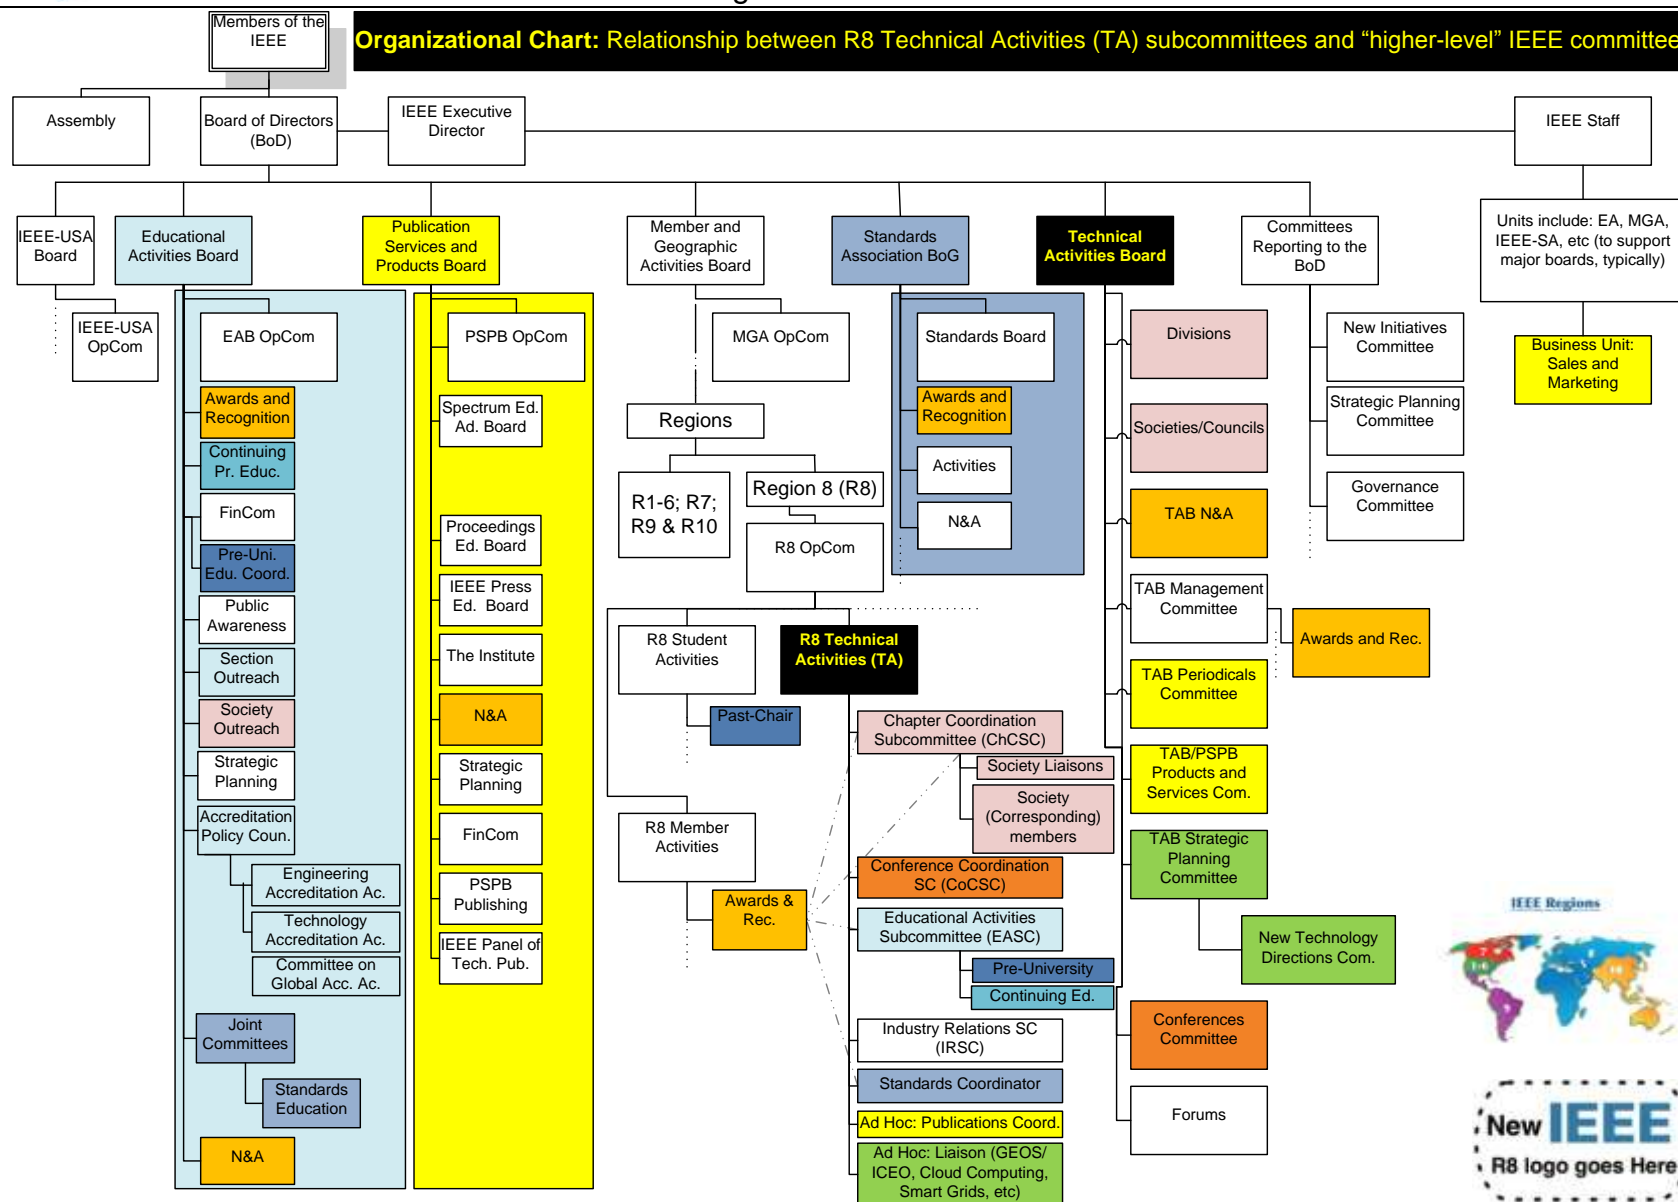 Members of the
IEEE
Organizational Chart: Relationship between R8 Technical Activities (TA) subcommittees and “higher-level” IEEE committee
Assembly
Board of Directors
(BoD)
IEEE Executive
Director
IEEE Staff
IEEE-USA
Board
Educational
Activities Board
Publication
Services and
Products Board
Member and
Geographic
Activities Board
Standards
Association BoG
Technical
Activities Board
Committees
Reporting to the
BoD
Units include: EA, MGA,
IEEE-SA, etc (to support
major boards, typically)
IEEE-USA
OpCom
EAB OpCom
Awards and
Recognition
Continuing
Pr. Educ.
FinCom
Pre-Uni.
Edu. Coord.
Public
Awareness
Section
Outreach
Society
Outreach
Strategic
Planning
Accreditation
Policy Coun.
Engineering
Accreditation Ac.
Technology
Accreditation Ac.
Committee on
Global Acc. Ac.
Joint
Committees
Standards
Education
N&A
PSPB OpCom
Spectrum Ed.
Ad. Board
Proceedings
Ed. Board
IEEE Press
Ed. Board
The Institute
N&A
Strategic
Planning
FinCom
PSPB
Publishing
IEEE Panel of
Tech. Pub.
MGA OpCom
Regions
R1-6; R7;
R9 & R10
Region 8 (R8)
R8 OpCom
R8 Student
Activities
Past-Chair
R8 Member
Activities
Awards &
Rec.
R8 Technical
Activities (TA)
Chapter Coordination
Subcommittee (ChCSC)
Society Liaisons
Society
(Corresponding)
members
Conference Coordination
SC (CoCSC)
Educational Activities
Subcommittee (EASC)
Pre-University
Continuing Ed.
Industry Relations SC
(IRSC)
Standards Coordinator
Ad Hoc: Publications Coord.
Ad Hoc: Liaison (GEOS/
ICEO, Cloud Computing,
Smart Grids, etc)
Standards Board
Awards and
Recognition
Activities
N&A
Divisions
Societies/Councils
TAB N&A
TAB Management
Committee
Awards and Rec.
TAB Periodicals
Committee
TAB/PSPB
Products and
Services Com.
TAB Strategic
Planning
Committee
New Technology
Directions Com.
Conferences
Committee
Forums
New Initiatives
Committee
Strategic Planning
Committee
Governance
Committee
Business Unit:
Sales and
Marketing
IEEE Regions
New IEEE
R8 logo goes Here